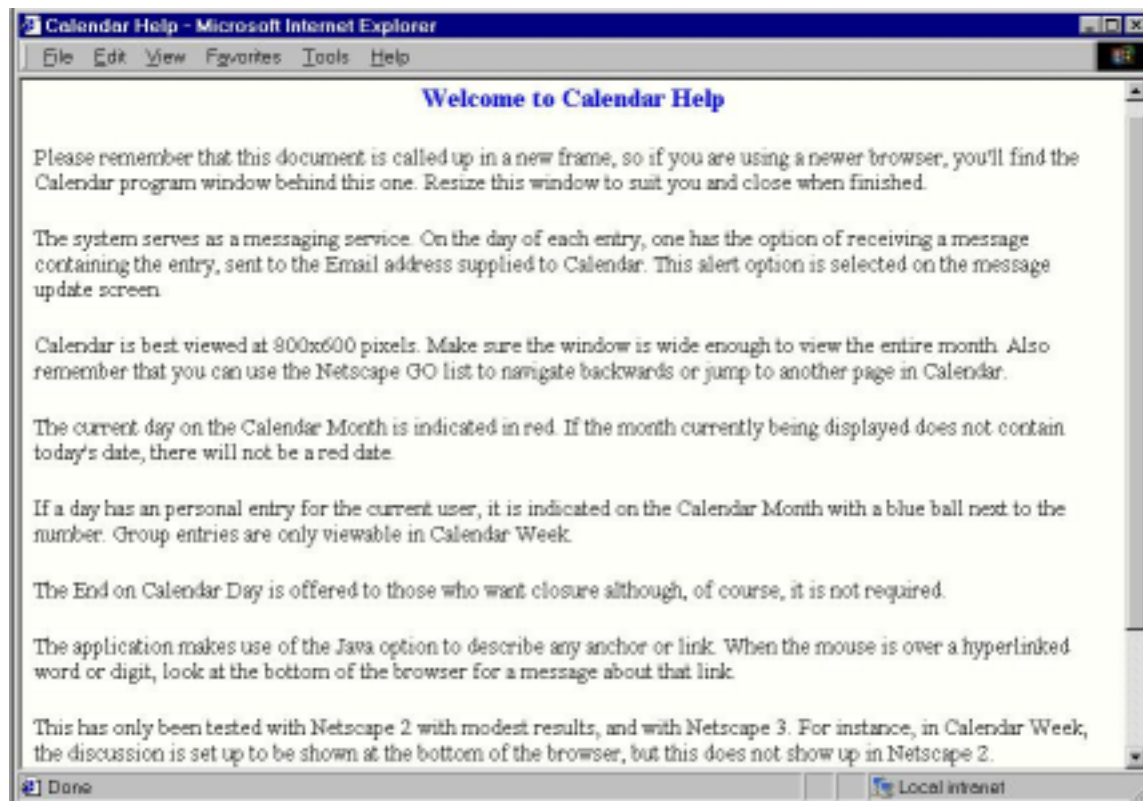 Calendar Help - Microsoft Internet Explorer
File Edit View Favorites Tools Help
Welcome to Calendar Help
Please remember that this document is called up in a new frame, so if you are using a newer browser, you'll find the
Calendar program window behind this one. Resize this window to suit you and close when finished.
The system serves as a messaging service. On the day of each entry, one has the option of receiving a message
containing the entry, sent to the Email address supplied to Calendar. This alert option is selected on the message
update screen.
Calendar is best viewed at 800x600 pixels. Make sure the window is wide enough to view the entire month. Also
remember that you can use the Netscape GO list to navigate backwards or jump to another page in Calendar.
The current day on the Calendar Month is indicated in red. If the month currently being displayed does not contain
today's date, there will not be a red date.
If a day has an personal entry for the current user, it is indicated on the Calendar Month with a blue ball next to the
number. Group entries are only viewable in Calendar Week.
The End on Calendar Day is offered to those who want closure although, of course, it is not required.
The application makes use of the Java option to describe any anchor or link. When the mouse is over a hyperlinked
word or digit, look at the bottom of the browser for a message about that link.
This has only been tested with Netscape 2 with modest results, and with Netscape 3. For instance, in Calendar Week,
the discussion is set up to be shown at the bottom of the browser, but this does not show up in Netscape 2.
Done
Local intranet